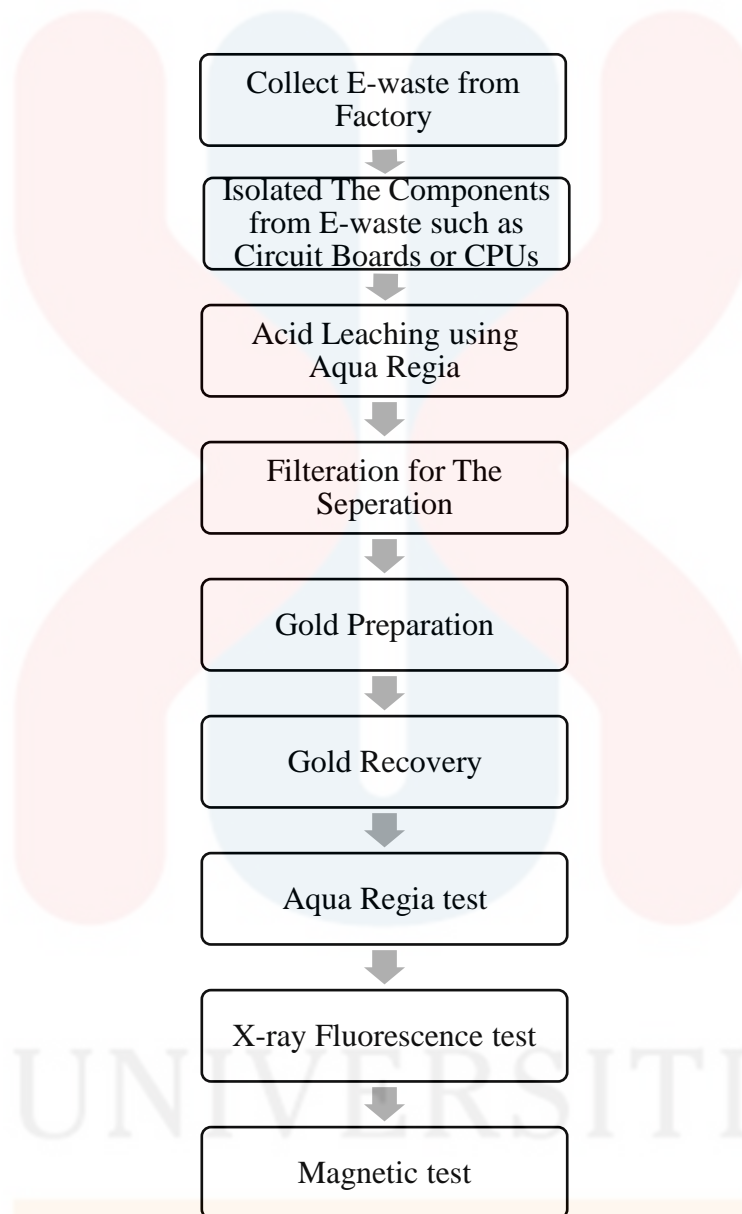 Collect E-waste from
Factory
Isolated The Components
from E-waste such as
Circuit Boards or CPUs
Acid Leaching using
Aqua Regia
Filteration for The
Seperation
Gold Preparation
Gold Recovery
Aqua Regia test
X-ray Fluorescence test
UNIVERSITI
Magnetic test